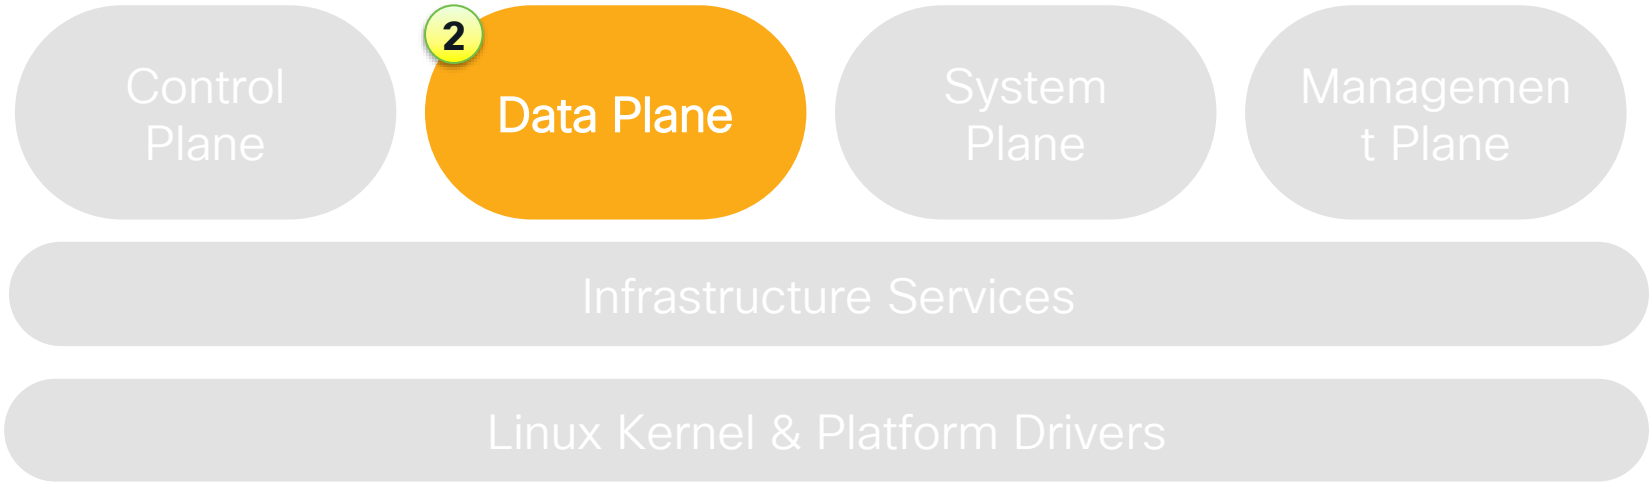 2
Control
Plane
Data Plane
System
Plane
Managemen
t Plane
Infrastructure Services
Linux Kernel & Platform Drivers